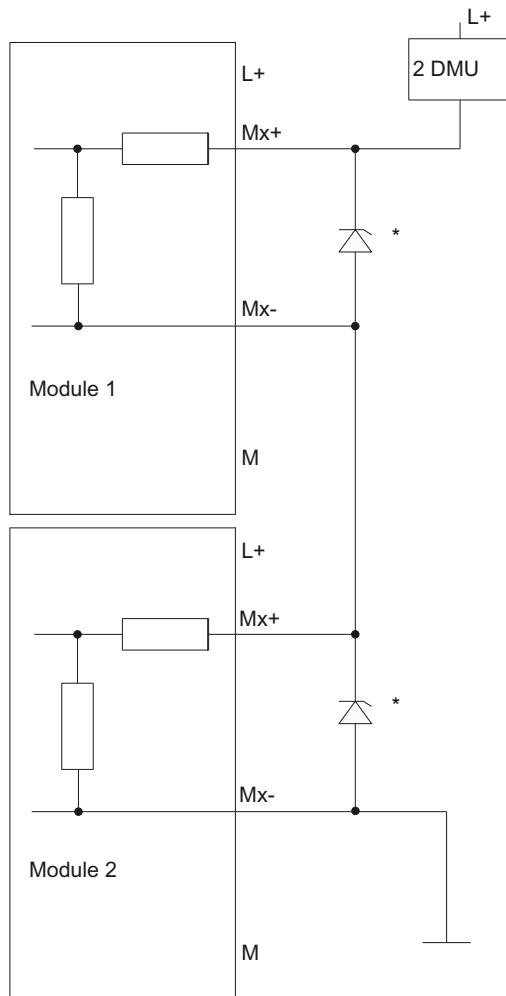 L+
2 DMU
L+
Mx+
*
Mx-
Module 1
M
L+
Mx+
*
Mx-
Module 2
M